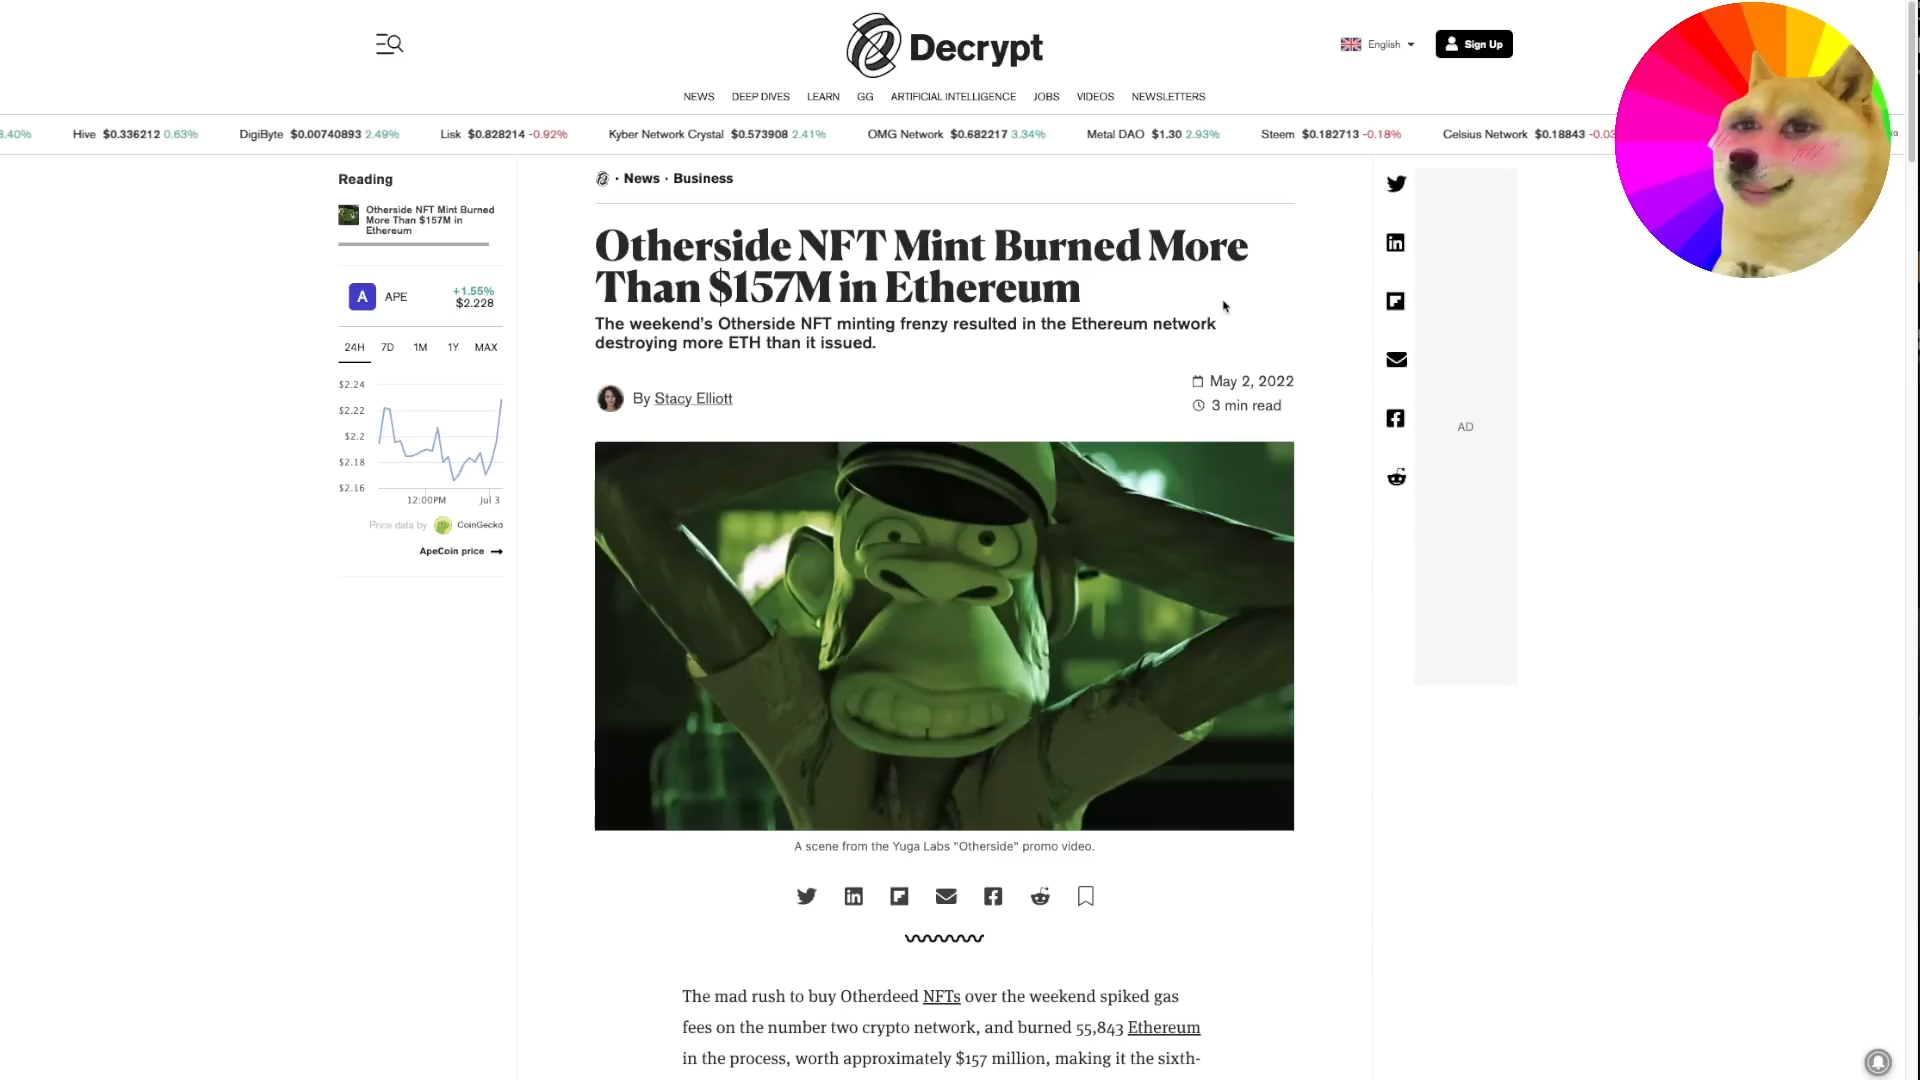 Decrypt
English
Sign Up
NEWS DEEP DIVES LEARN GG ARTIFICIAL INTELLIGENCE JOBS VIDEOS NEWSLETTERS
3.40% Hive $0.336212 0.63% DigiByte $0.00740893 2.49% Lisk $0.828214 -0.92% Kyber Network Crystal $0.573908 2.41% OMG Network $0.682217 3.34% Metal DAO $1.30 2.93% Steem $0.182713 -0.18% Celsius Network $0.18843 -0.03
Reading
Otherside NFT Mint Burned
More Than $157M in
Ethereum
A APE +1.55%
$2.228
24H 7D 1M 1Y MAX
$2.24
$2.22
$2.2
$2.18
$2.16
12:00PM Jul 3
Price data by CoinGecko
ApeCoin price
News · Business
Otherside NFT Mint Burned More
Than $157M in Ethereum
The weekend's Otherside NFT minting frenzy resulted in the Ethereum network
destroying more ETH than it issued.
By Stacy Elliott
May 2, 2022
3 min read
A scene from the Yuga Labs "Otherside" promo video.
The mad rush to buy Otherdeed NFTs over the weekend spiked gas
fees on the number two crypto network, and burned 55,843 Ethereum
in the process, worth approximately $157 million, making it the sixth-
AD